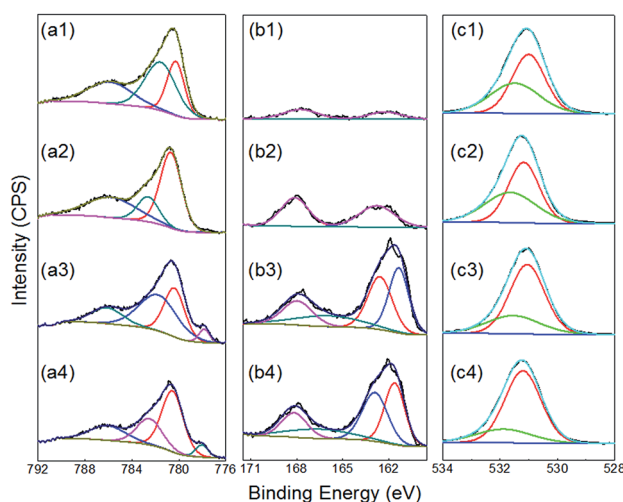 (a1) (b1) (c1)
(a2) (b2) (c2)
(a3) (b3) (c3)
(a4) (b4) (c4)
Intensity (CPS)
792 788 784 780 776 171 168 165 162 534 532 530 528
Binding Energy (eV)